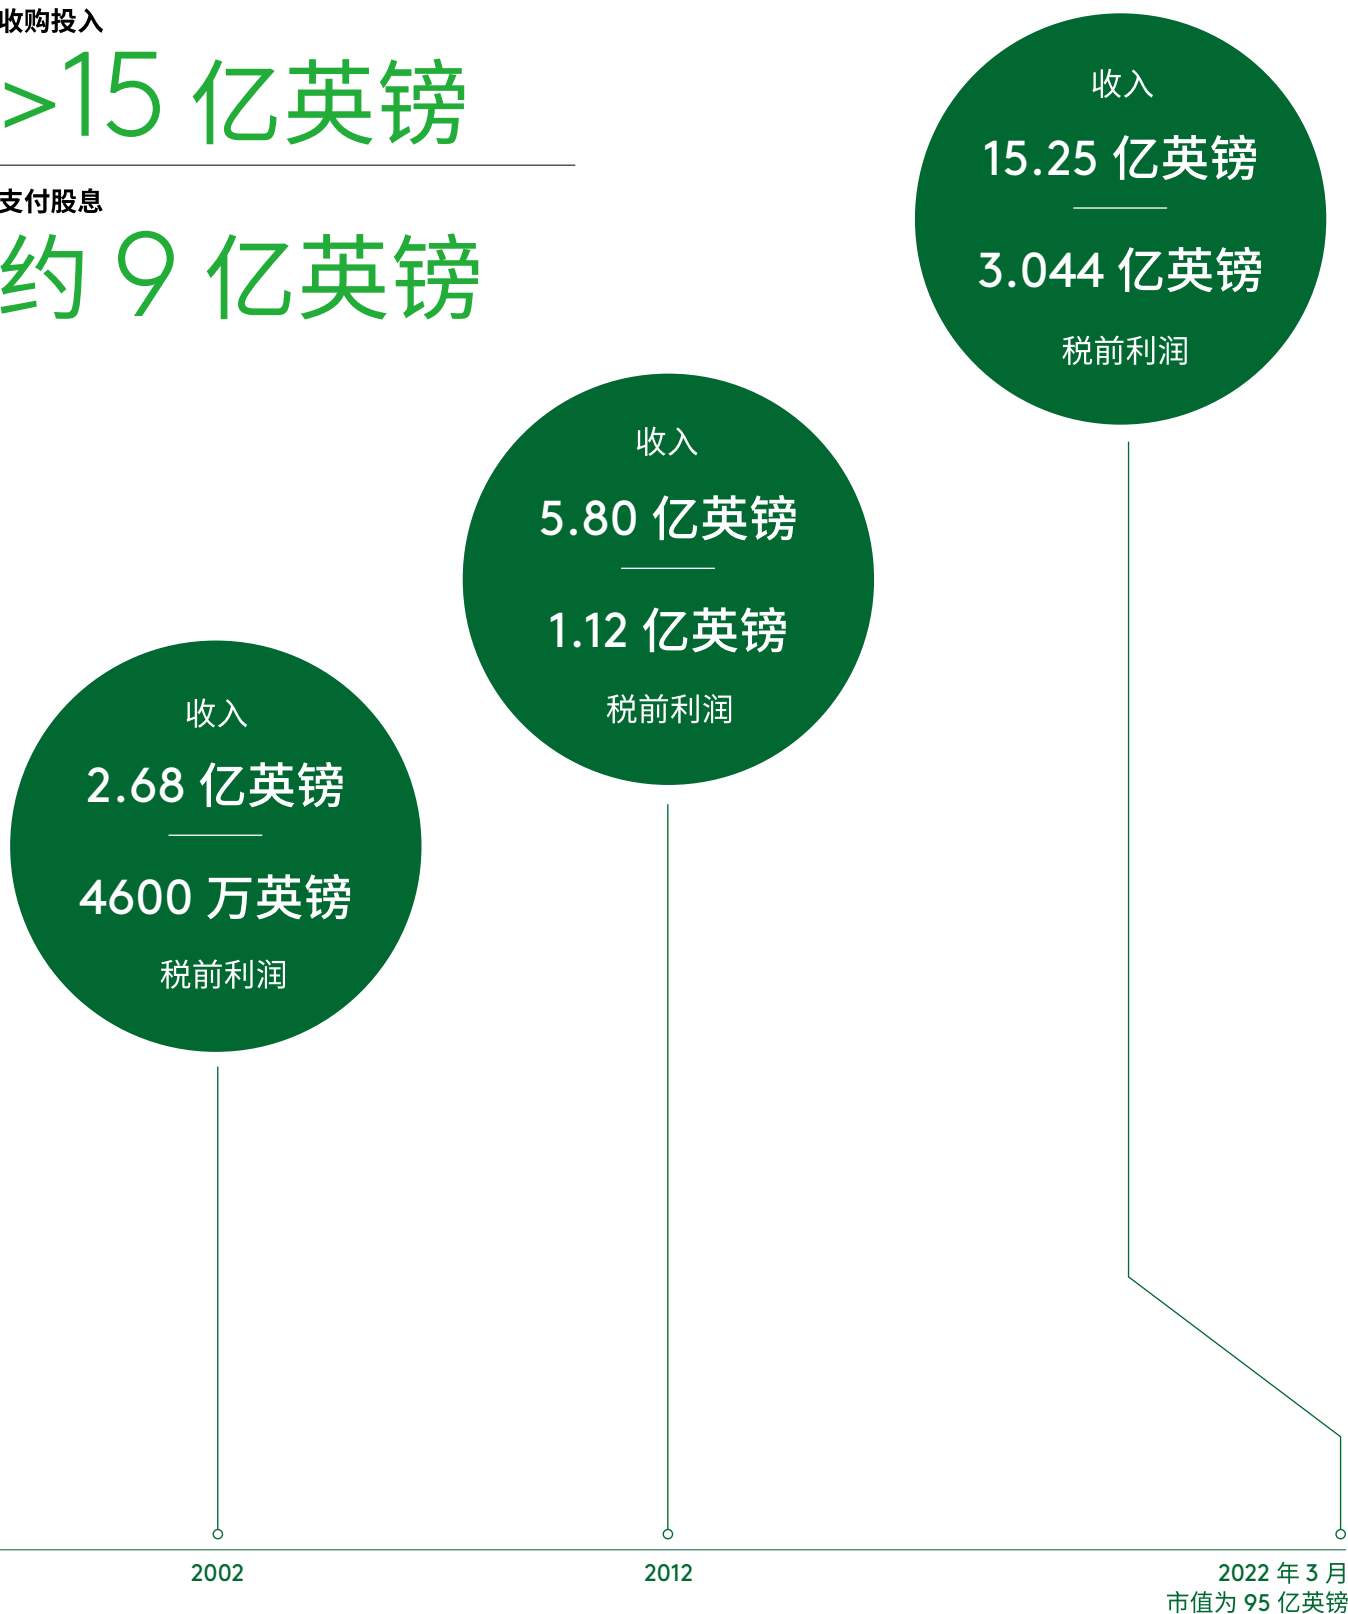 收购投入
>15 亿英镑
支付股息
约 9 亿英镑
收入
15.25 亿英镑
3.044 亿英镑
税前利润
收入
5.80 亿英镑
1.12 亿英镑
税前利润
收入
2.68 亿英镑
4600 万英镑
税前利润
2002
2012
2022 年 3 月
市值为 95 亿英镑